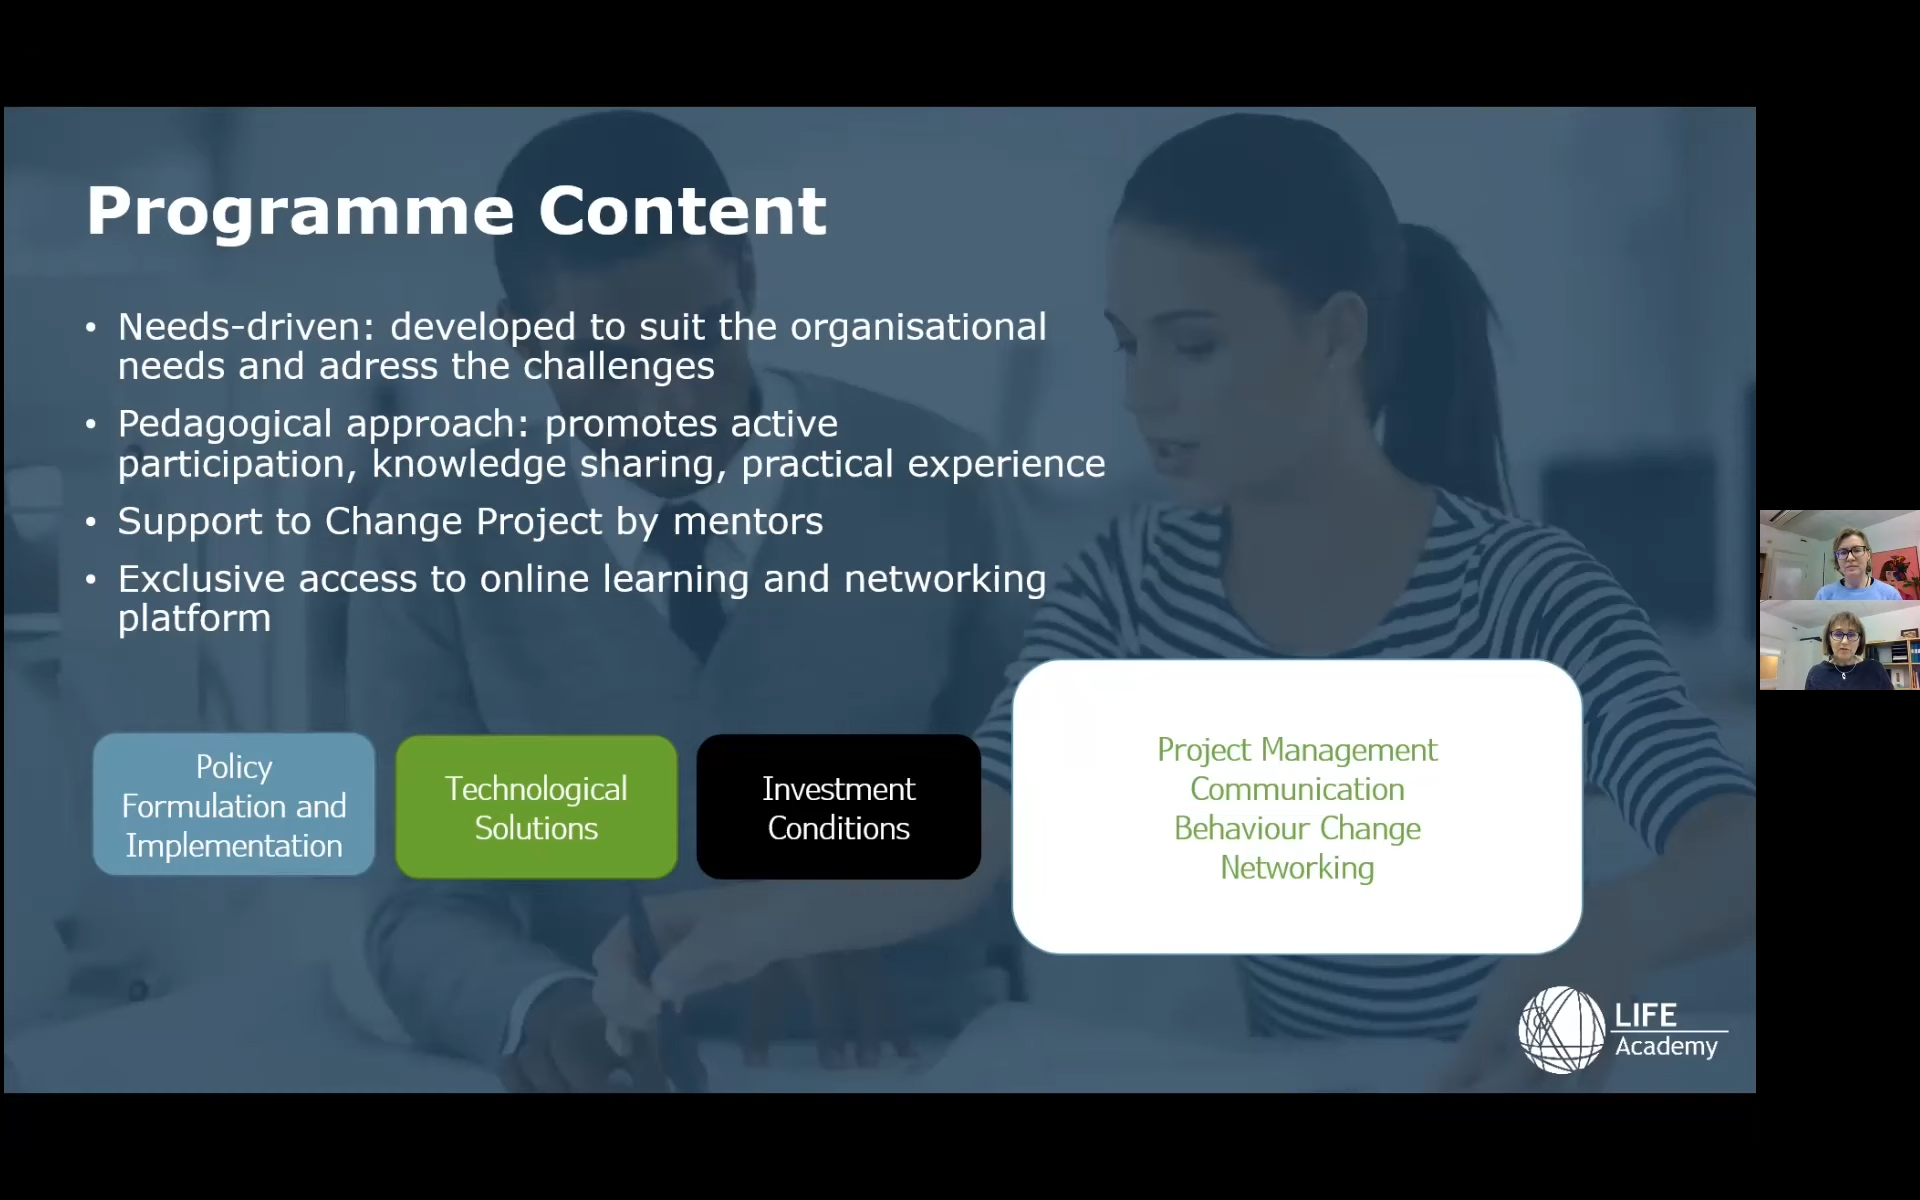 Programme Content
• Needs-driven: developed to suit the organisational
needs and adress the challenges
• Pedagogical approach: promotes active
participation, knowledge sharing, practical experience
• Support to Change Project by mentors
• Exclusive access to online learning and networking
platform
Policy
Formulation and
Implementation
Technological
Solutions
Investment
Conditions
Project Management
Communication
Behaviour Change
Networking
LIFE
Academy